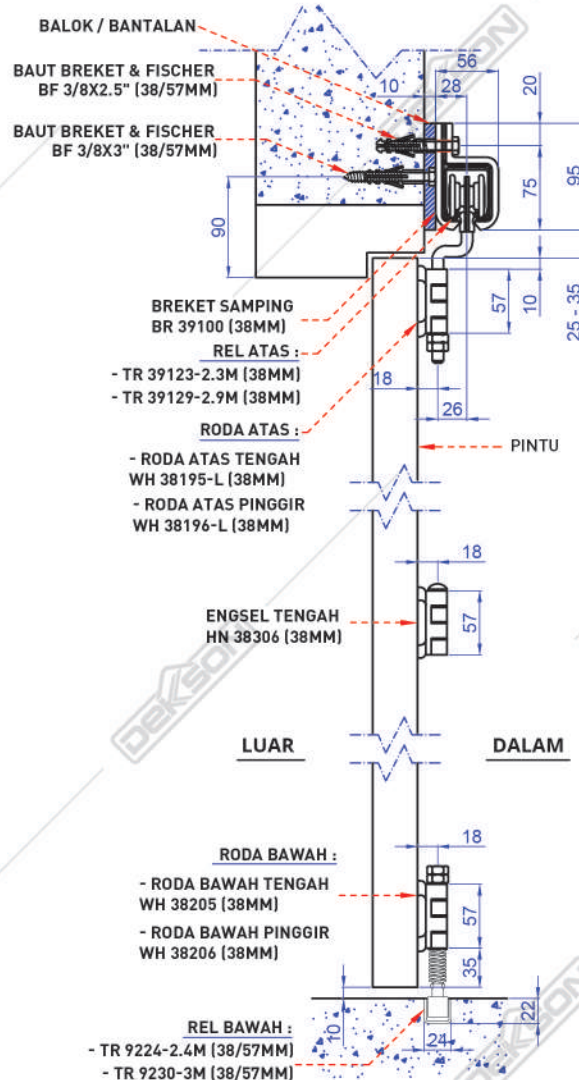 BALOK / BANTALAN
BAUT BREKET & FISCHER
BF 3/8X2.5" (38/57MM)
BAUT BREKET & FISCHER
BF 3/8X3" (38/57MM)
56
10
28
20
75
95
90
57
10
25 - 35
BREKET SAMPING
BR 39100 (38MM)
REL ATAS :
- TR 39123-2.3M (38MM)
- TR 39129-2.9M (38MM)
18
26
RODA ATAS :
- RODA ATAS TENGAH
WH 38195-L (38MM)
- RODA ATAS PINGGIR
WH 38196-L (38MM)
PINTU
18
ENGSEL TENGAH
HN 38306 (38MM)
57
LUAR
DALAM
DEKSON
18
RODA BAWAH :
- RODA BAWAH TENGAH
WH 38205 (38MM)
- RODA BAWAH PINGGIR
WH 38206 (38MM)
57
35
10
22
24
REL BAWAH :
- TR 9224-2.4M (38/57MM)
- TR 9230-3M (38/57MM)
DEKSON
DEKSON